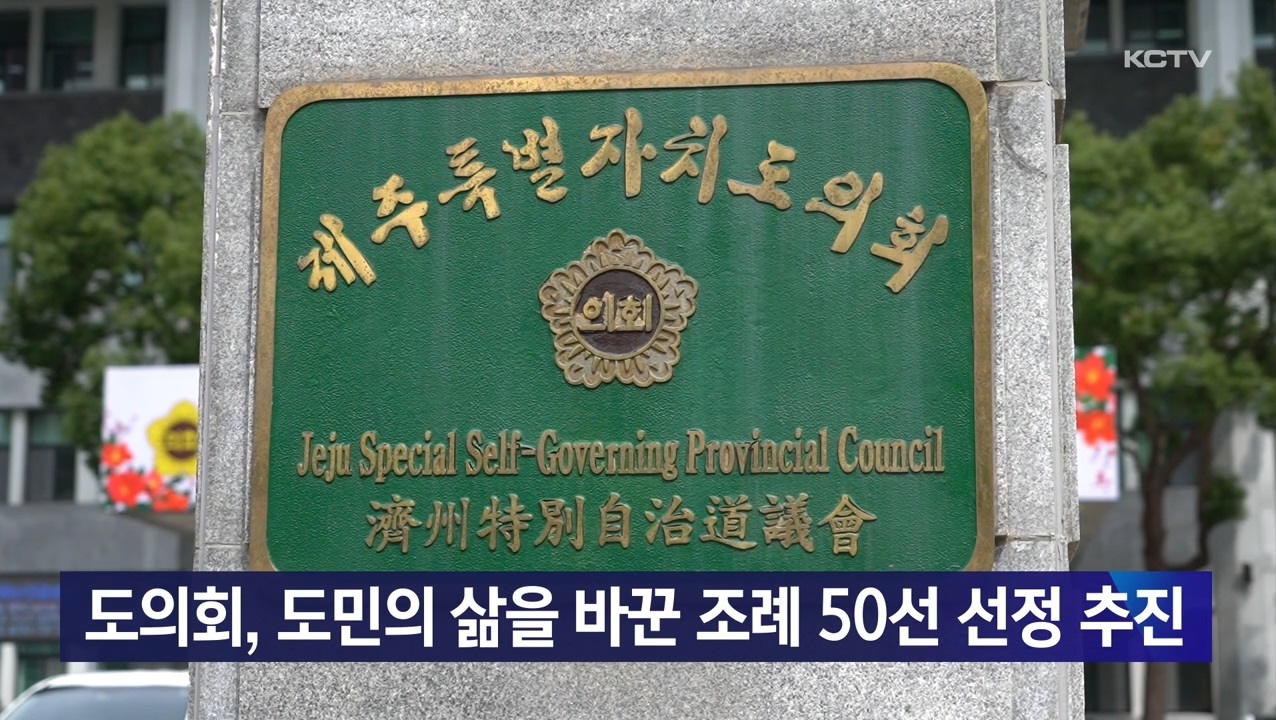 KCTV
제주특별자치도의회
의회
Jeju Special Self-Governing Provincial Council
濟州特別自治道議會
도의회, 도민의 삶을 바꾼 조례 50선 선정 추진